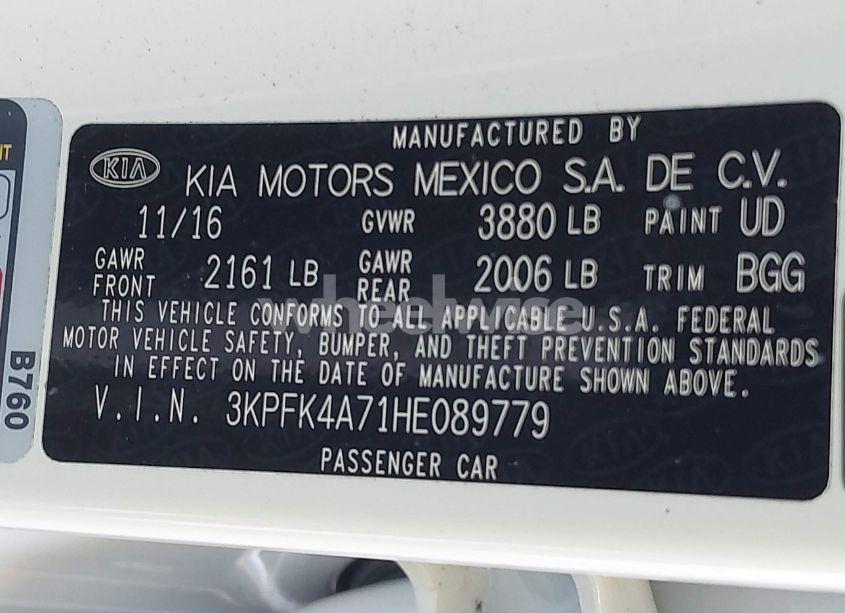 IT
MANUFACTURED BY
KIA KIA MOTORS MEXICO S.A. DE C.V.
11/16 GVWR 3880 LB PAINT UD
GAWR FRONT 2161 LB GAWR REAR 2006 LB TRIM BGG
THIS VEHICLE CONFORMS TO ALL APPLICABLE U.S.A. FEDERAL
MOTOR VEHICLE SAFETY, BUMPER, AND THEFT PREVENTION STANDARDS
IN EFFECT ON THE DATE OF MANUFACTURE SHOWN ABOVE.
V.I.N. 3KPFK4A71HE089779
PASSENGER CAR
B760
wheelwise